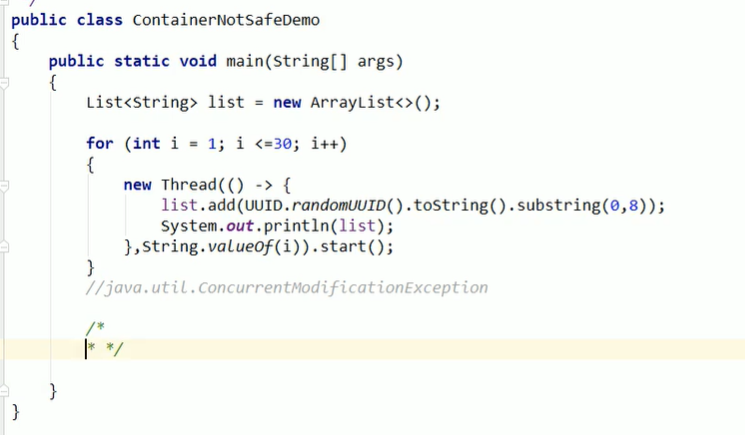 */
public class ContainerNotSafeDemo
{
    public static void main(String[] args)
    {
        List<String> list = new ArrayList<>();
        for (int i = 1; i <=30; i++)
        {
            new Thread(() -> {
                list.add(UUID.randomUUID().toString().substring(0,8));
                System.out.println(list);
            },String.valueOf(i)).start();
        }
        //java.util.ConcurrentModificationException
        /*
        * */
    }
}